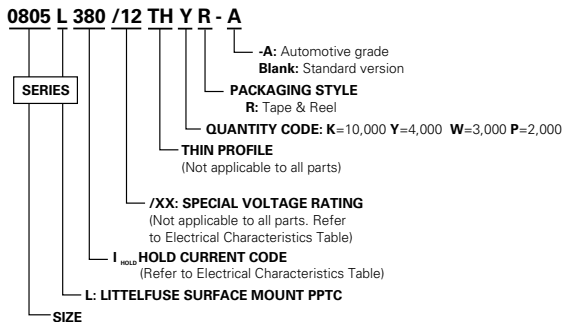 0805 L 380 /12 TH Y R - A
-A: Automotive grade
Blank: Standard version
SERIES
PACKAGING STYLE
R: Tape & Reel
QUANTITY CODE: K=10,000 Y=4,000 W=3,000 P=2,000
THIN PROFILE
(Not applicable to all parts)
/XX: SPECIAL VOLTAGE RATING
(Not applicable to all parts. Refer
to Electrical Characteristics Table)
I HOLD HOLD CURRENT CODE
(Refer to Electrical Characteristics Table)
L: LITTELFUSE SURFACE MOUNT PPTC
SIZE